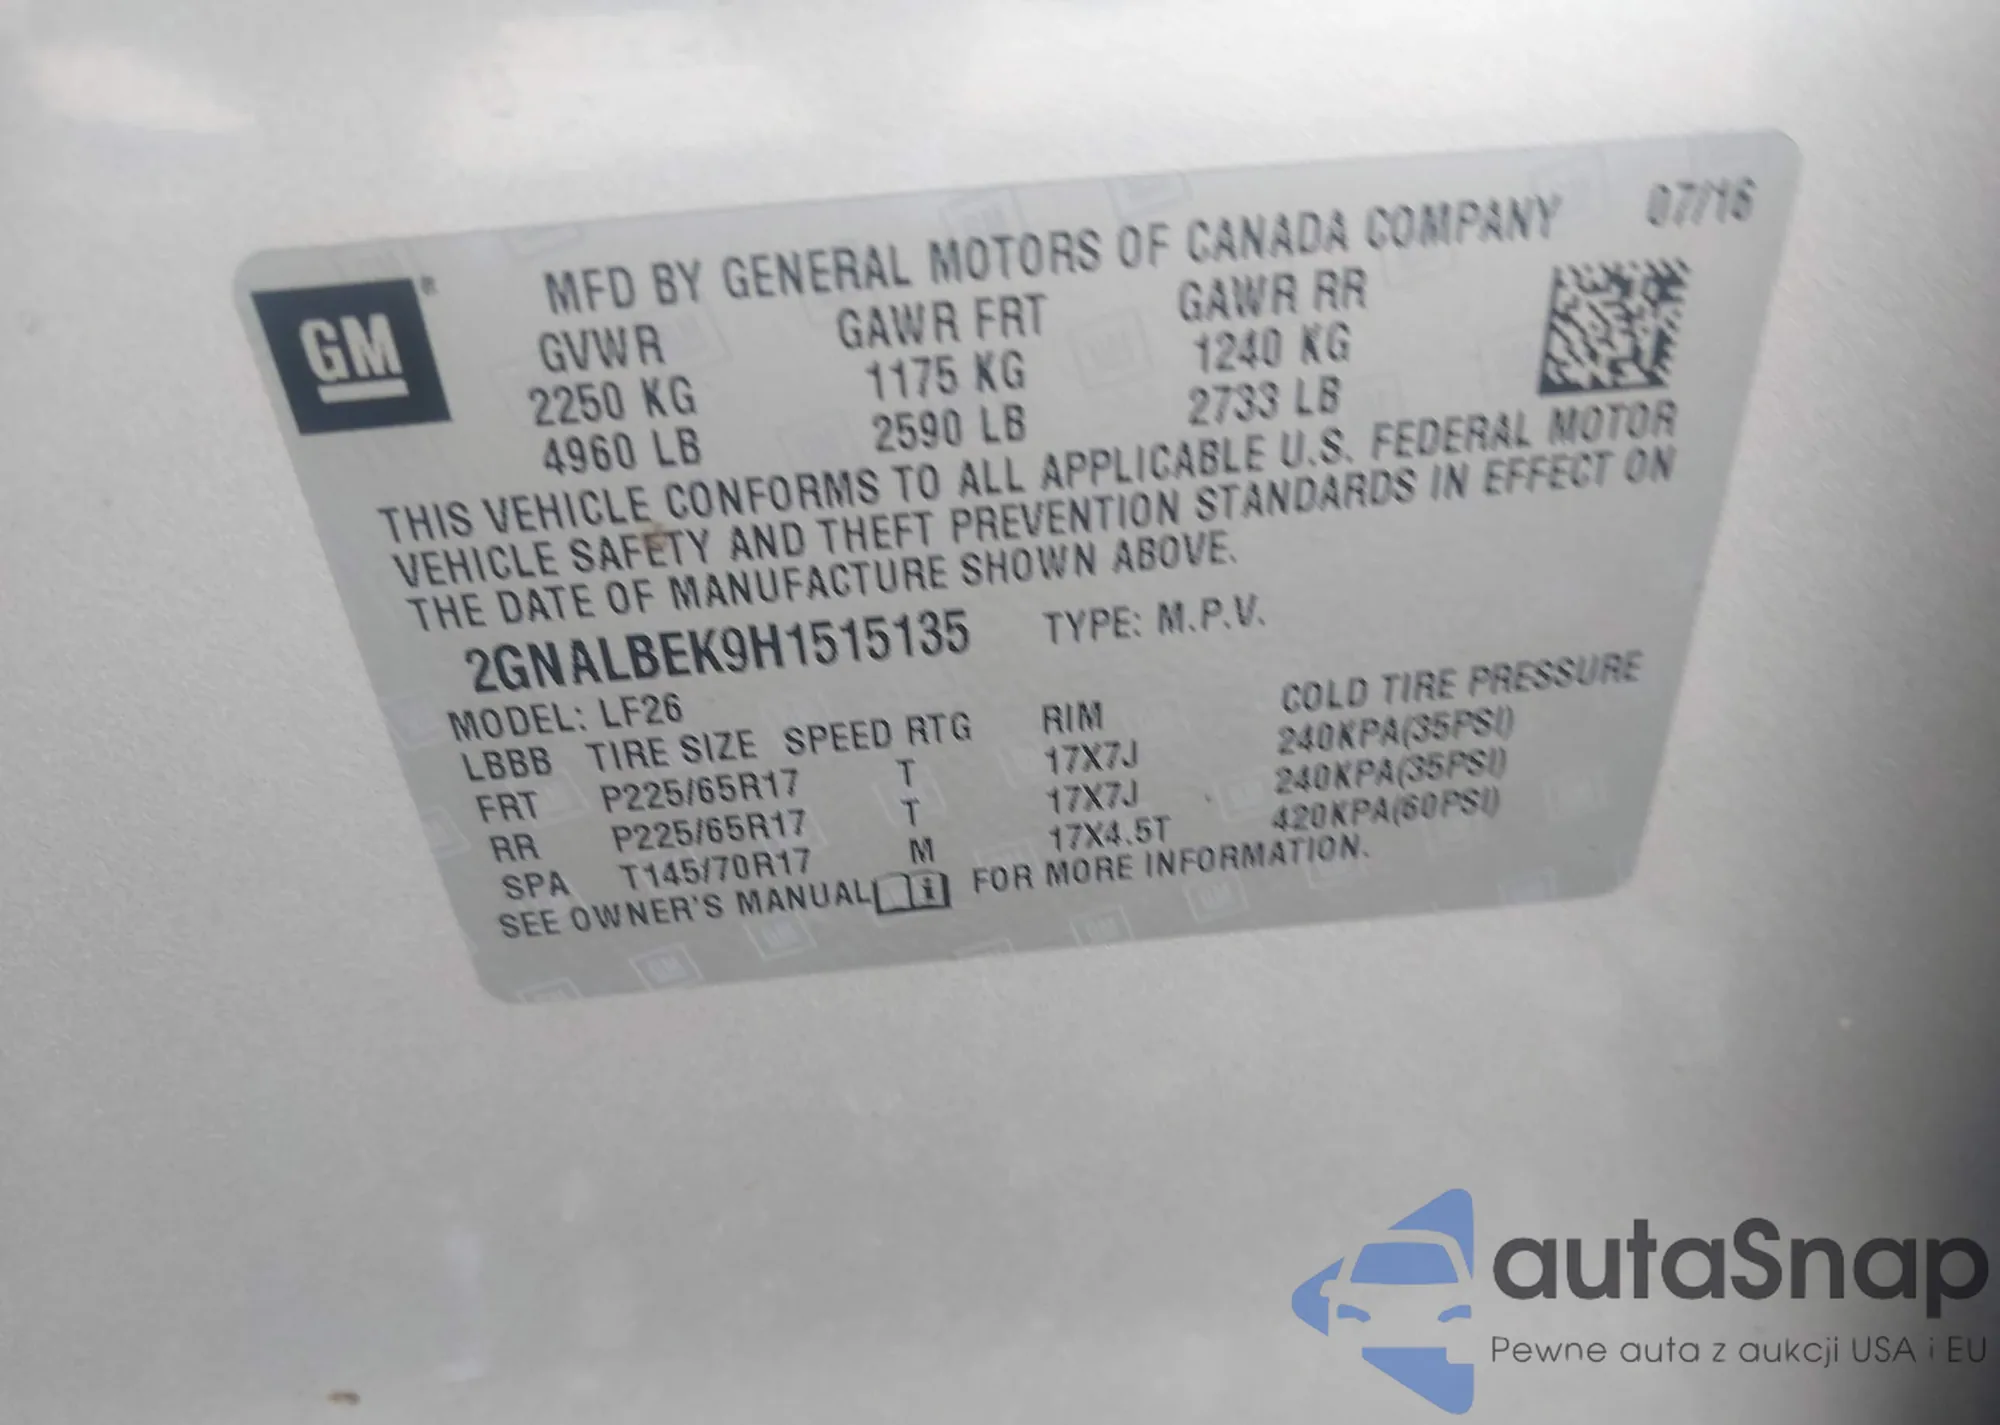 07/16
GM®
MFD BY GENERAL MOTORS OF CANADA COMPANY
GVWR GAWR FRT GAWR RR
2250 KG 1175 KG 1240 KG
4960 LB 2590 LB 2733 LB
THIS VEHICLE CONFORMS TO ALL APPLICABLE U.S. FEDERAL MOTOR
VEHICLE SAFETY AND THEFT PREVENTION STANDARDS IN EFFECT ON
THE DATE OF MANUFACTURE SHOWN ABOVE.
2GNALBEK9H1515135 TYPE: M.P.V.
MODEL: LF26
LBBB TIRE SIZE SPEED RTG RIM COLD TIRE PRESSURE
FRT P225/65R17 T 17X7J 240KPA(35PSI)
RR P225/65R17 T 17X7J 240KPA(35PSI)
SPA T145/70R17 M 17X4.5T 420KPA(60PSI)
SEE OWNER'S MANUAL FOR MORE INFORMATION.
autaSnap
Pewne auta z aukcji USA i EU